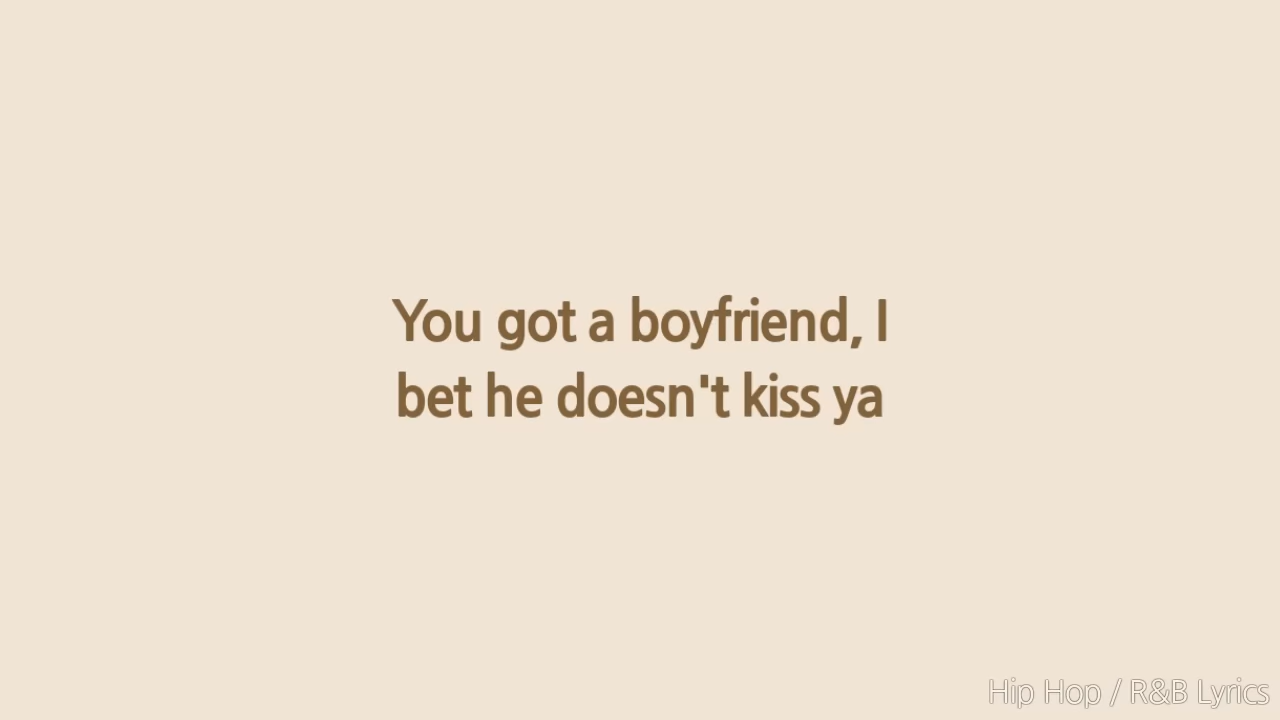 You got a boyfriend, I
bet he doesn't kiss ya
Hip Hop / R&B Lyrics